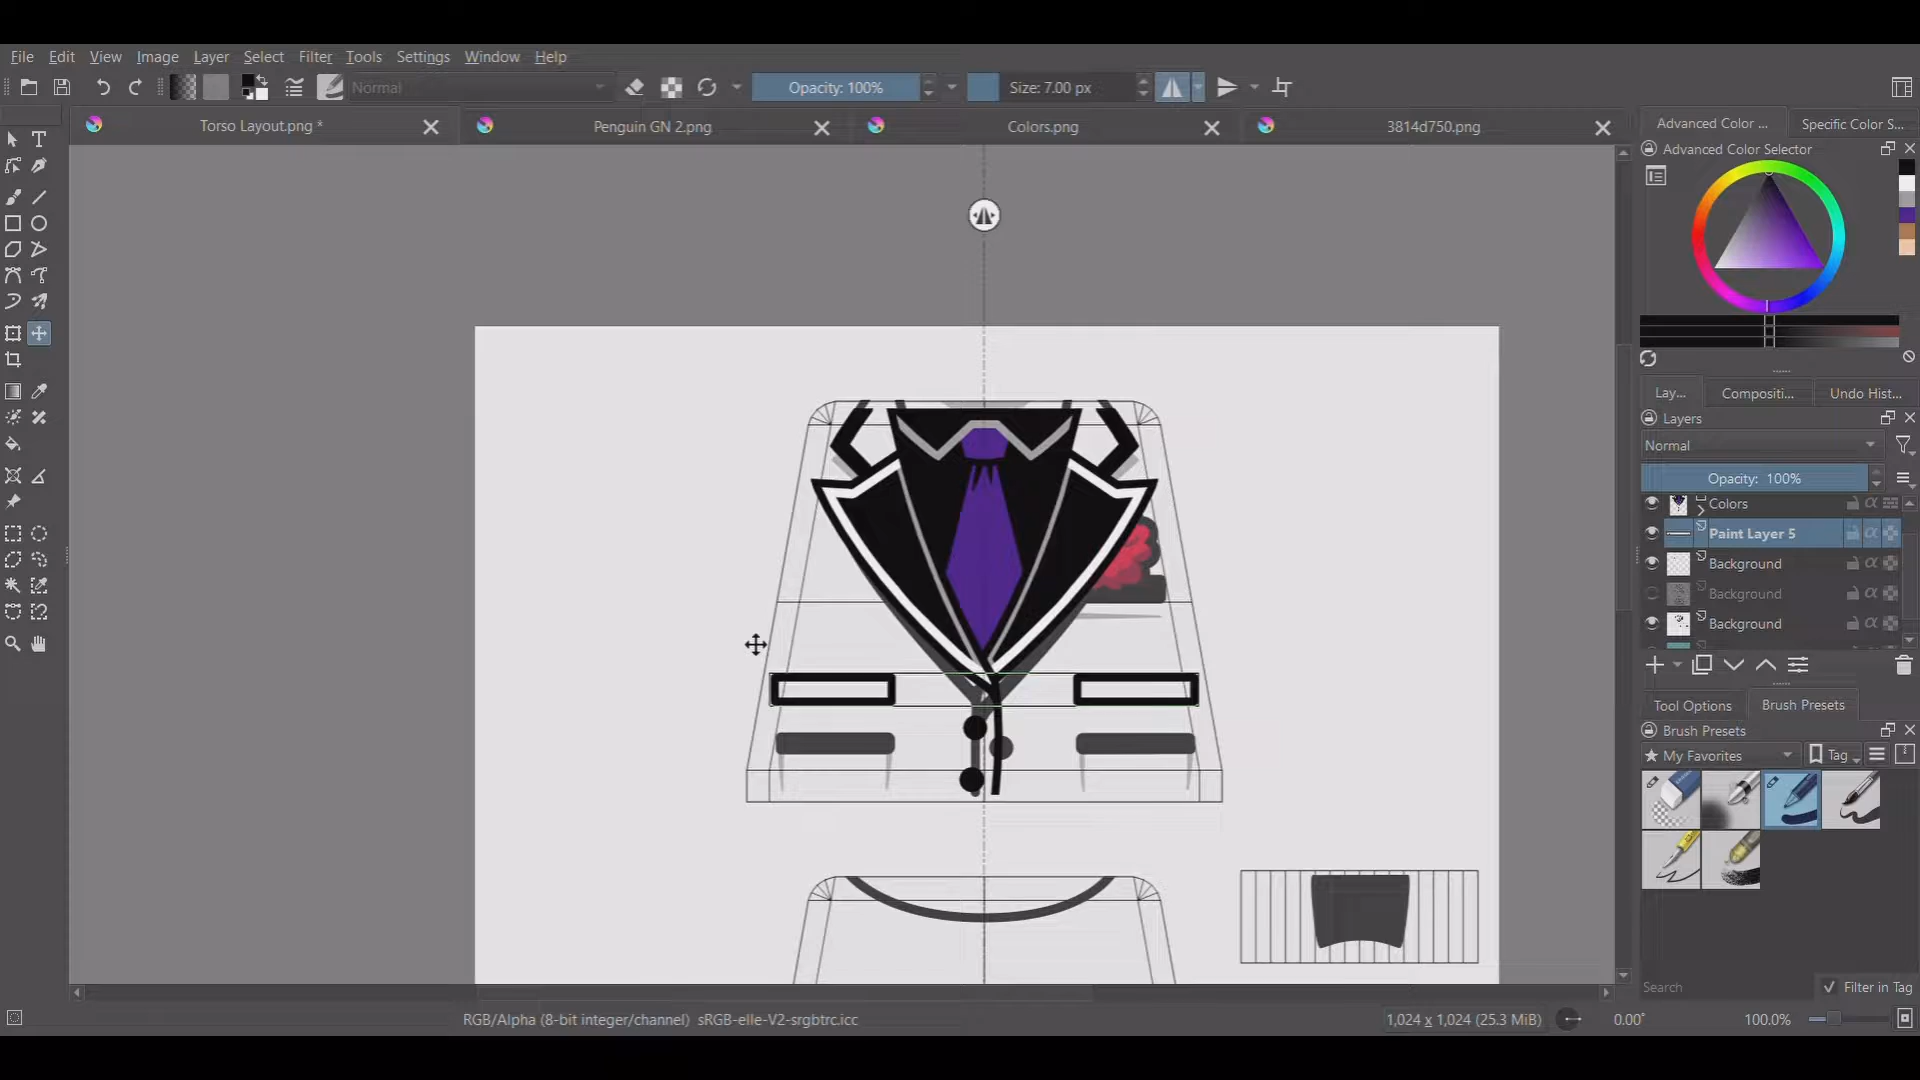 File Edit View Image Layer Select Filter Tools Settings Window Help
Normal
Opacity: 100%
Size: 7.00 px
Torso Layout.png *
Penguin GN 2.png
Colors.png
3814d750.png
Advanced Color ...
Specific Color S...
Advanced Color Selector
Lay...
Compositi...
Undo Hist...
Layers
Normal
Opacity: 100%
Colors
Paint Layer 5
Background
Background
Background
Tool Options
Brush Presets
Brush Presets
★ My Favorites
Tag
Search
Filter in Tag
RGB/Alpha (8-bit integer/channel) sRGB-elle-V2-srgbtrc.icc
1,024 x 1,024 (25.3 MiB)
0.00°
100.0%